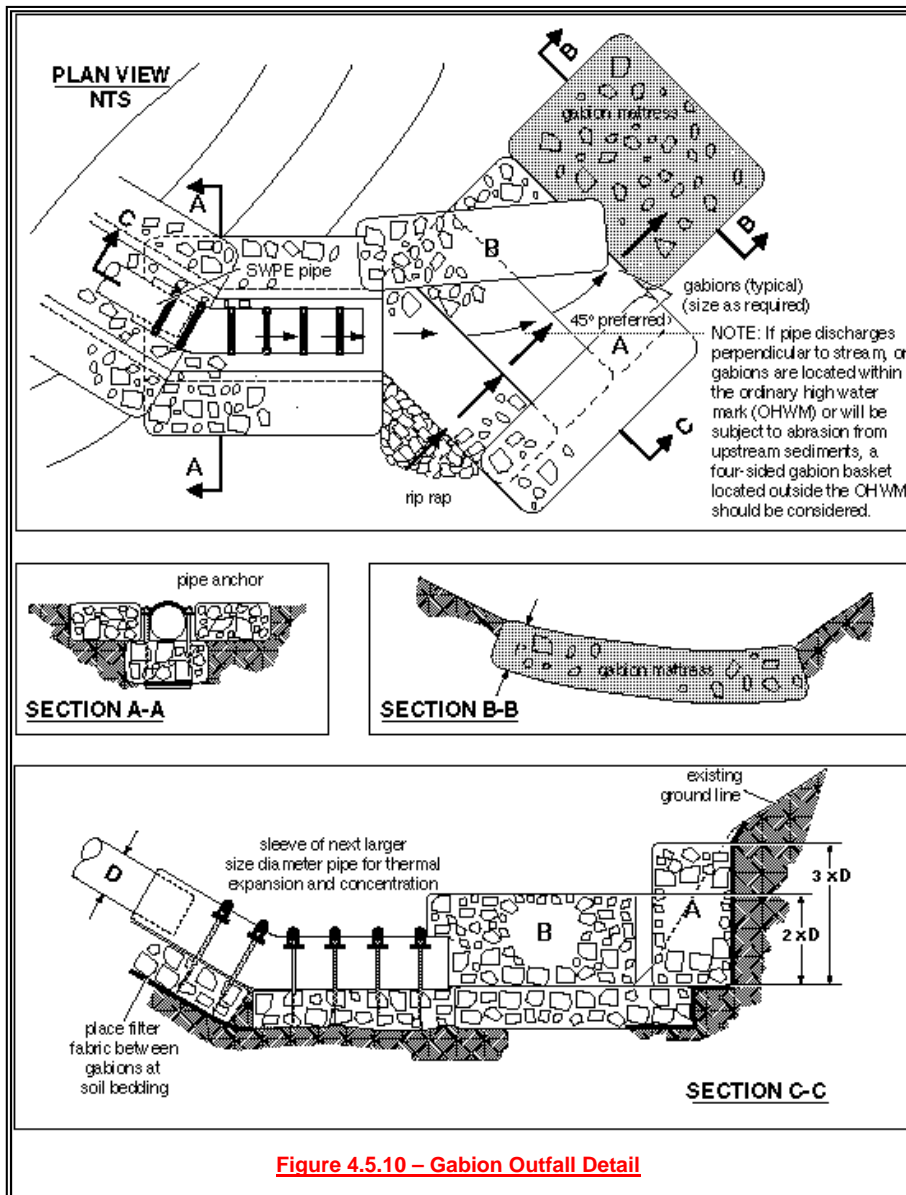 PLAN VIEW
NTS
B
D
gabion mattress
A
C
B
B
SWPE pipe
gabions (typical)
(size as required)
45° preferred
A
NOTE: If pipe discharges
perpendicular to stream, or
gabions are located within
the ordinary high water
mark (OHWM) or will be
subject to abrasion from
upstream sediments, a
four-sided gabion basket
located outside the OHWM
should be considered.
C
A
rip rap
pipe anchor
SECTION A-A
gabion mattress
SECTION B-B
existing
ground line
sleeve of next larger
size diameter pipe for thermal
expansion and concentration
D
3 x D
A
B
2 x D
place filter
fabric between
gabions at
soil bedding
SECTION C-C
Figure 4.5.10 – Gabion Outfall Detail